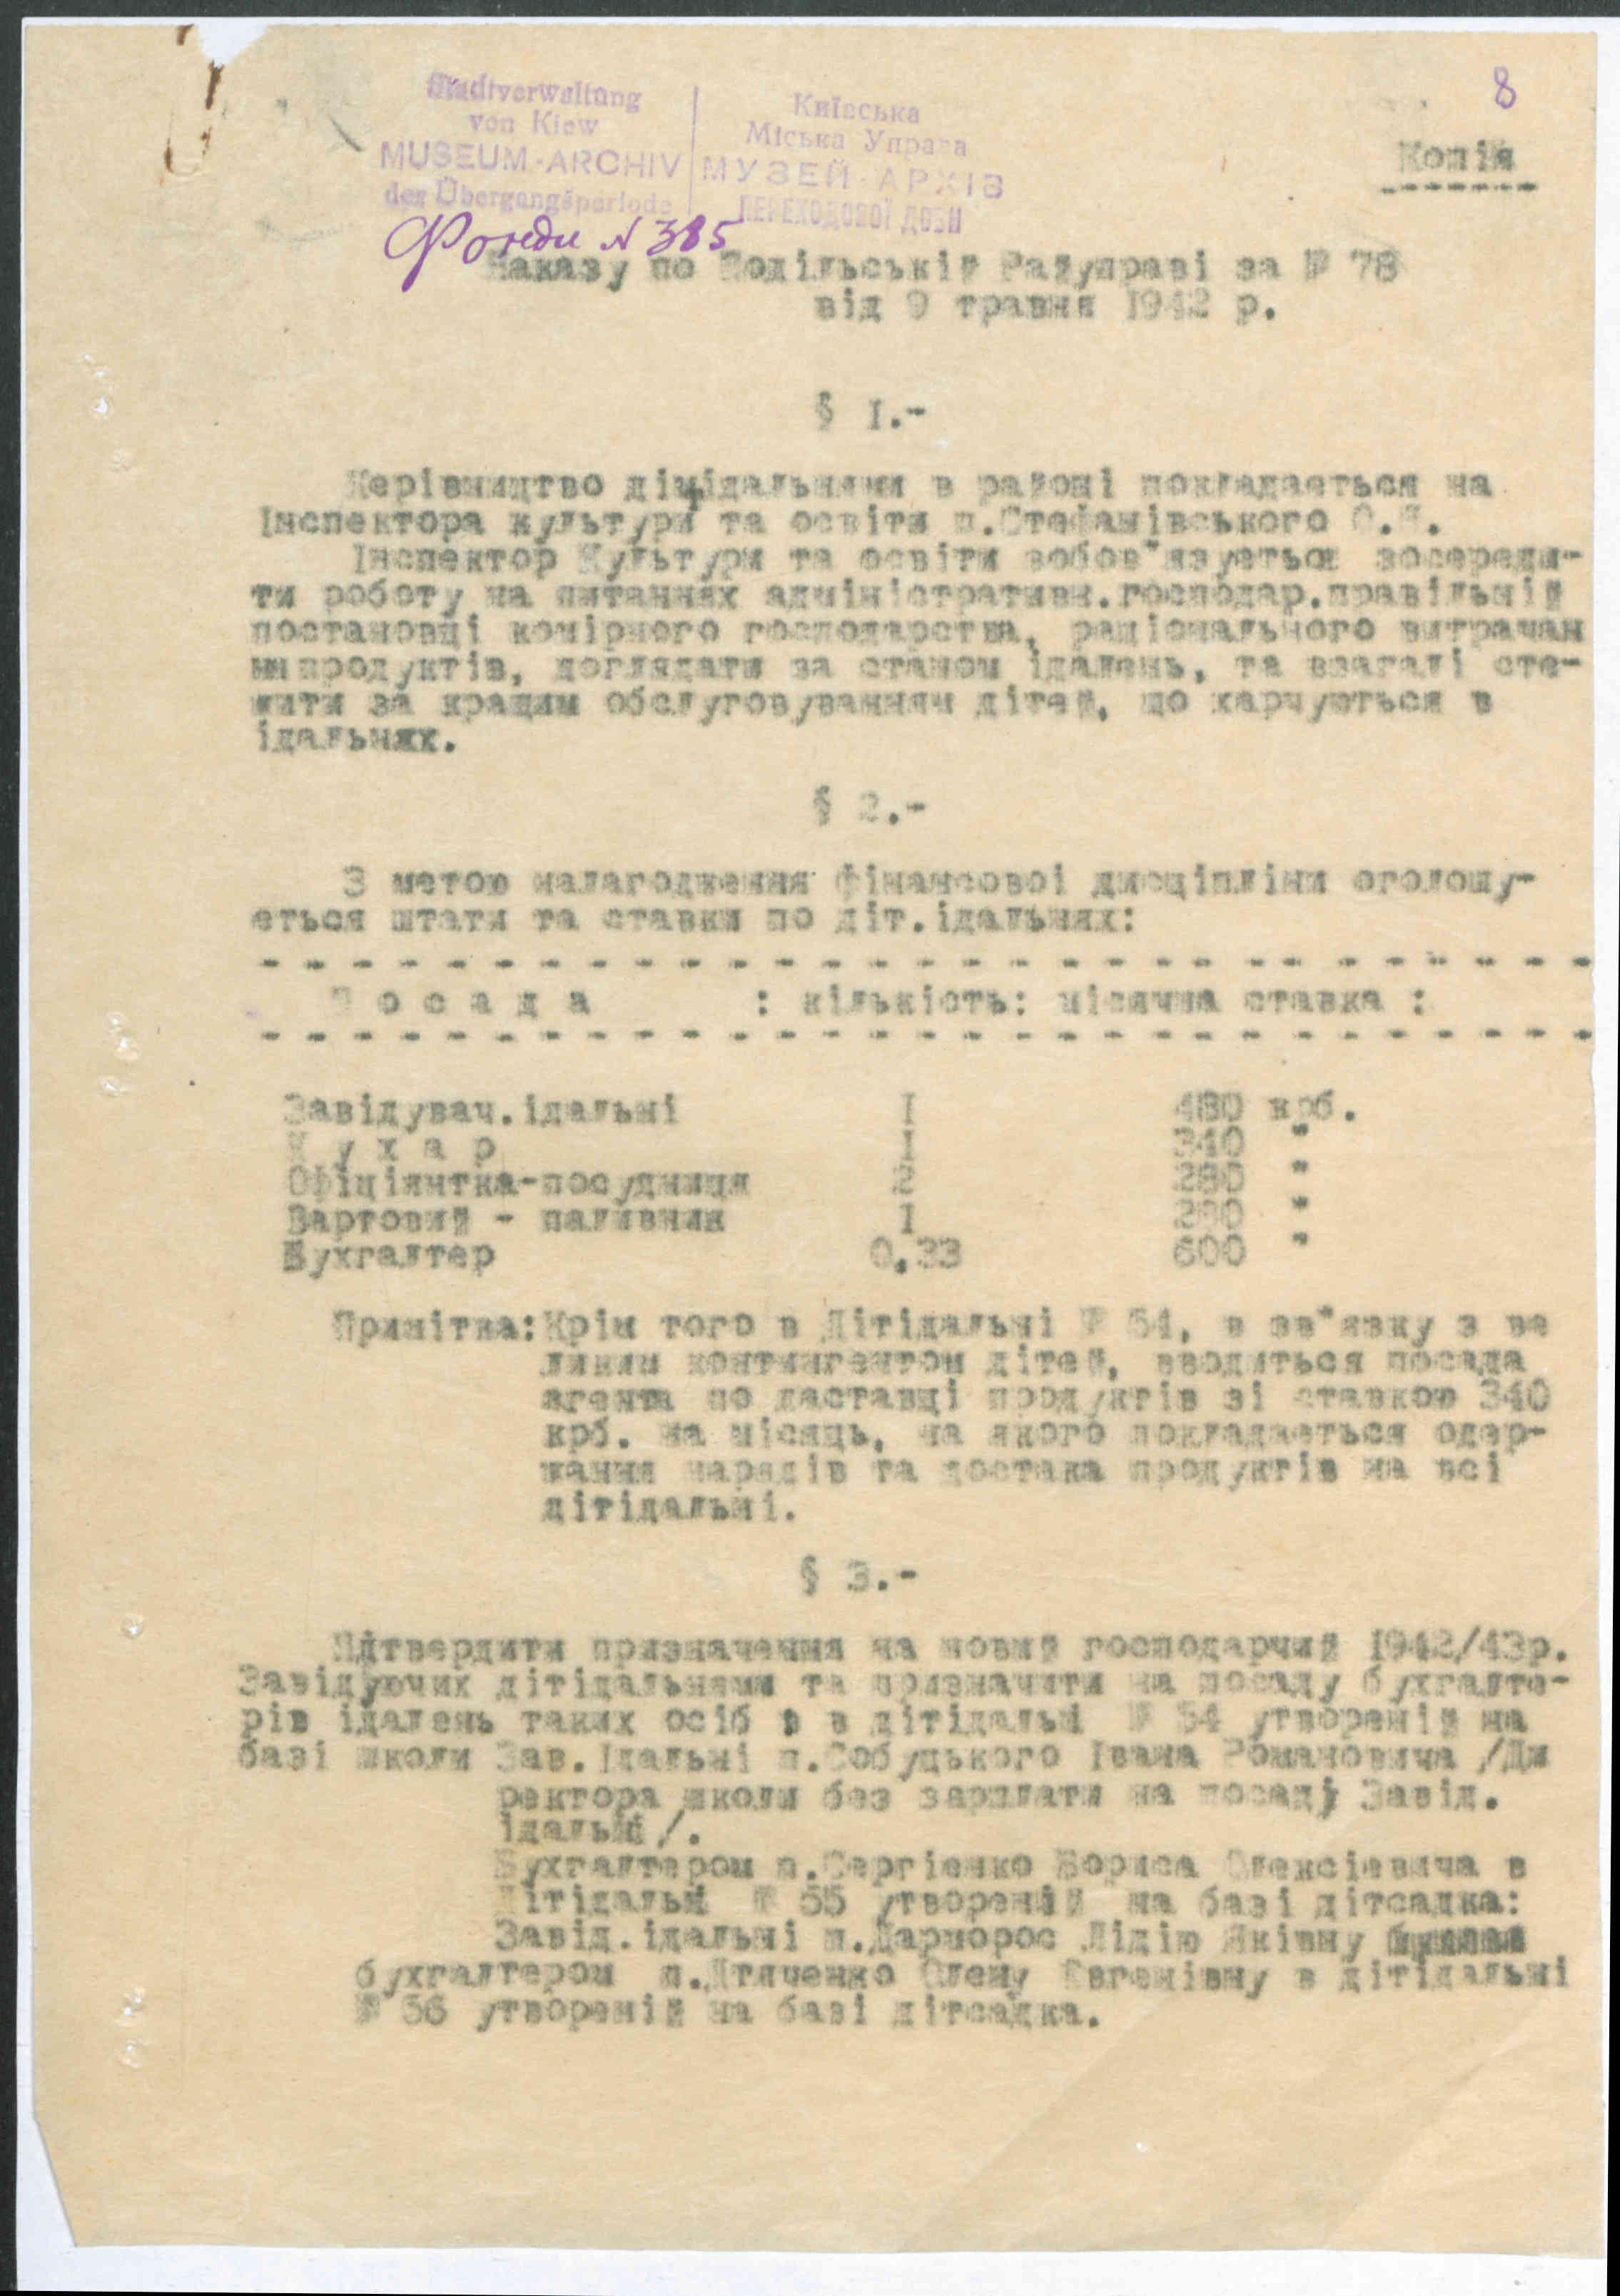 8
Stadtverwaltung
von Kiew
MUSEUM-ARCHIV
der Übergangsperiode
Київська
Міська Управа
МУЗЕЙ-АРХІВ
ПЕРЕХОДОВОЇ ДОБИ
Копія
Фонди N 385
Наказу по Подільській Райуправі за № 78
від 9 травня 1942 р.
§ I.-
Керівництво дітїдальнями в районі покладається на
Інспектора культури та освіти п.Стефанівського
Інспектор Культури та освіти зобов"язується зосереди-
ти роботу на питаннях адміністративн.господар.правільній
постановці комірного господарства, раціонального витрачан
ня продуктів, доглядати за станом їдалень, та взагалі сте-
жити за кращим обслуговуванням дітей, що харчуються в
їдальнях.
§ 2.-
З метою налагодження фінансової дисціпліни оголошу-
ється штати та ставки по діт.їдальнях:
П о с а д а : кількість: місячна ставка :
Завідувач.їдальні I 480 крб.
К у х а р I 340 "
Офіціянтка-посудниця 2 280 "
Вартовий - паливник I 280 "
Бухгалтер 0,33 600 "
Примітка: Крім того в Дітїдальні № 54, в зв"язку з ве
ликим контингентом дітей, вводиться посада
агента по даставці продуктів зі ставкою 340
крб. на місяць, на якого покладається одер-
жання нарядів та достака продуктів на всі
дітїдальні.
§ 3.-
Підтвердити призначення на новий господарчий 1942/43р.
Завідуючих дітїдальнями та призначити на посаду бухгалте-
рів їдалень таких осіб : в дітїдальні № 54 утвореній на
базі школи Зав.Їдальні п.Собуцького Івана Романовича /Ди
ректора школи без зарплати на посаді Завід.
їдальні/.
Бухгалтером п.Сергієнко Бориса Олексієвича в
дітїдальні № 55 утвореній на базі дітсадка:
Завід.їдальні п.Дарморос Лідію Яківну
бухгалтером п.Дтяченко Олену Євгенівну в дітїдальні
№ 56 утвореній на базі дітсадка.